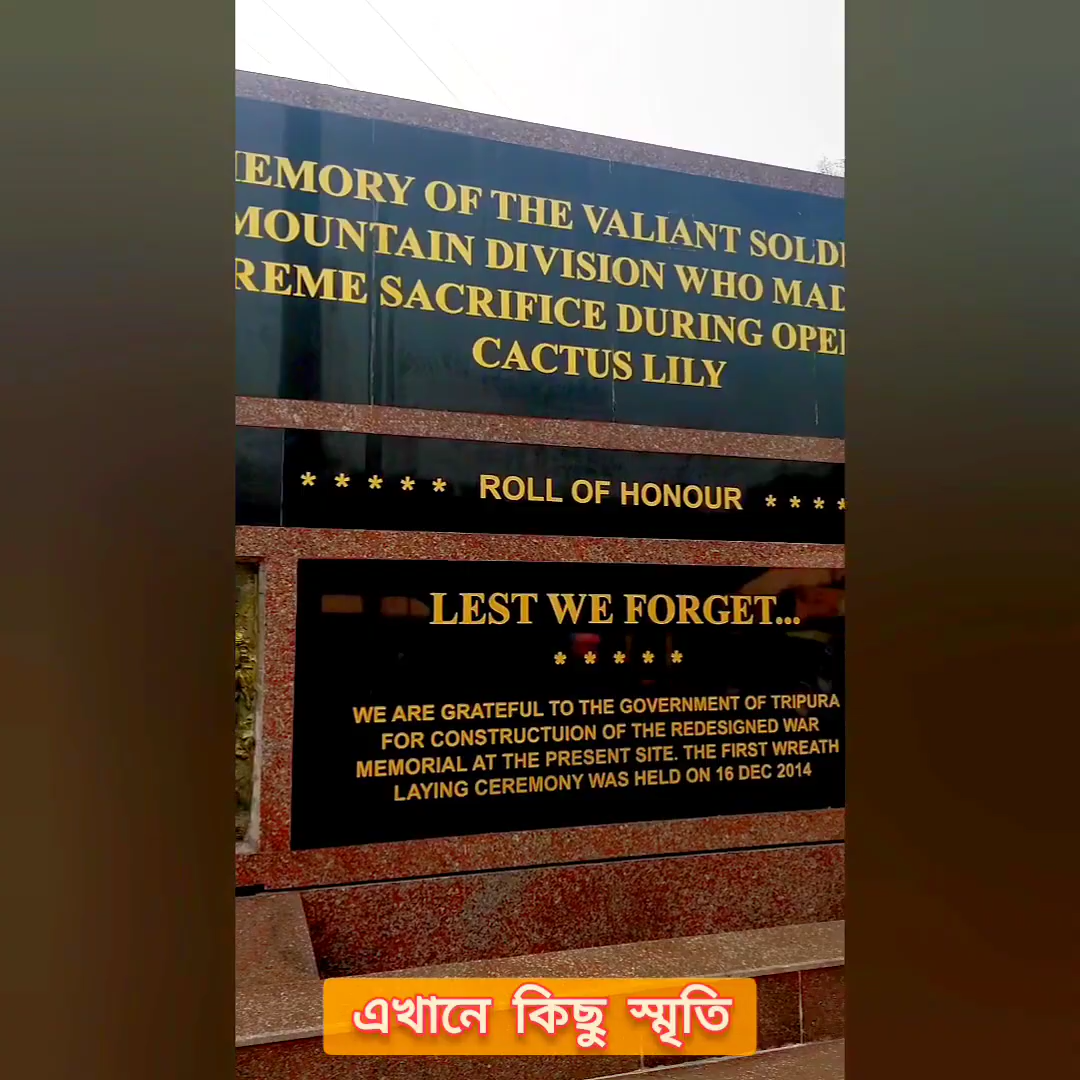 EMORY OF THE VALIANT SOLD
MOUNTAIN DIVISION WHO MAD
REME SACRIFICE DURING OPE
CACTUS LILY
* * * * * ROLL OF HONOUR * * * *
LEST WE FORGET...
* * * * *
WE ARE GRATEFUL TO THE GOVERNMENT OF TRIPURA
FOR CONSTRUCTUION OF THE REDESIGNED WAR
MEMORIAL AT THE PRESENT SITE. THE FIRST WREATH
LAYING CEREMONY WAS HELD ON 16 DEC 2014
এখানে কিছু স্মৃতি